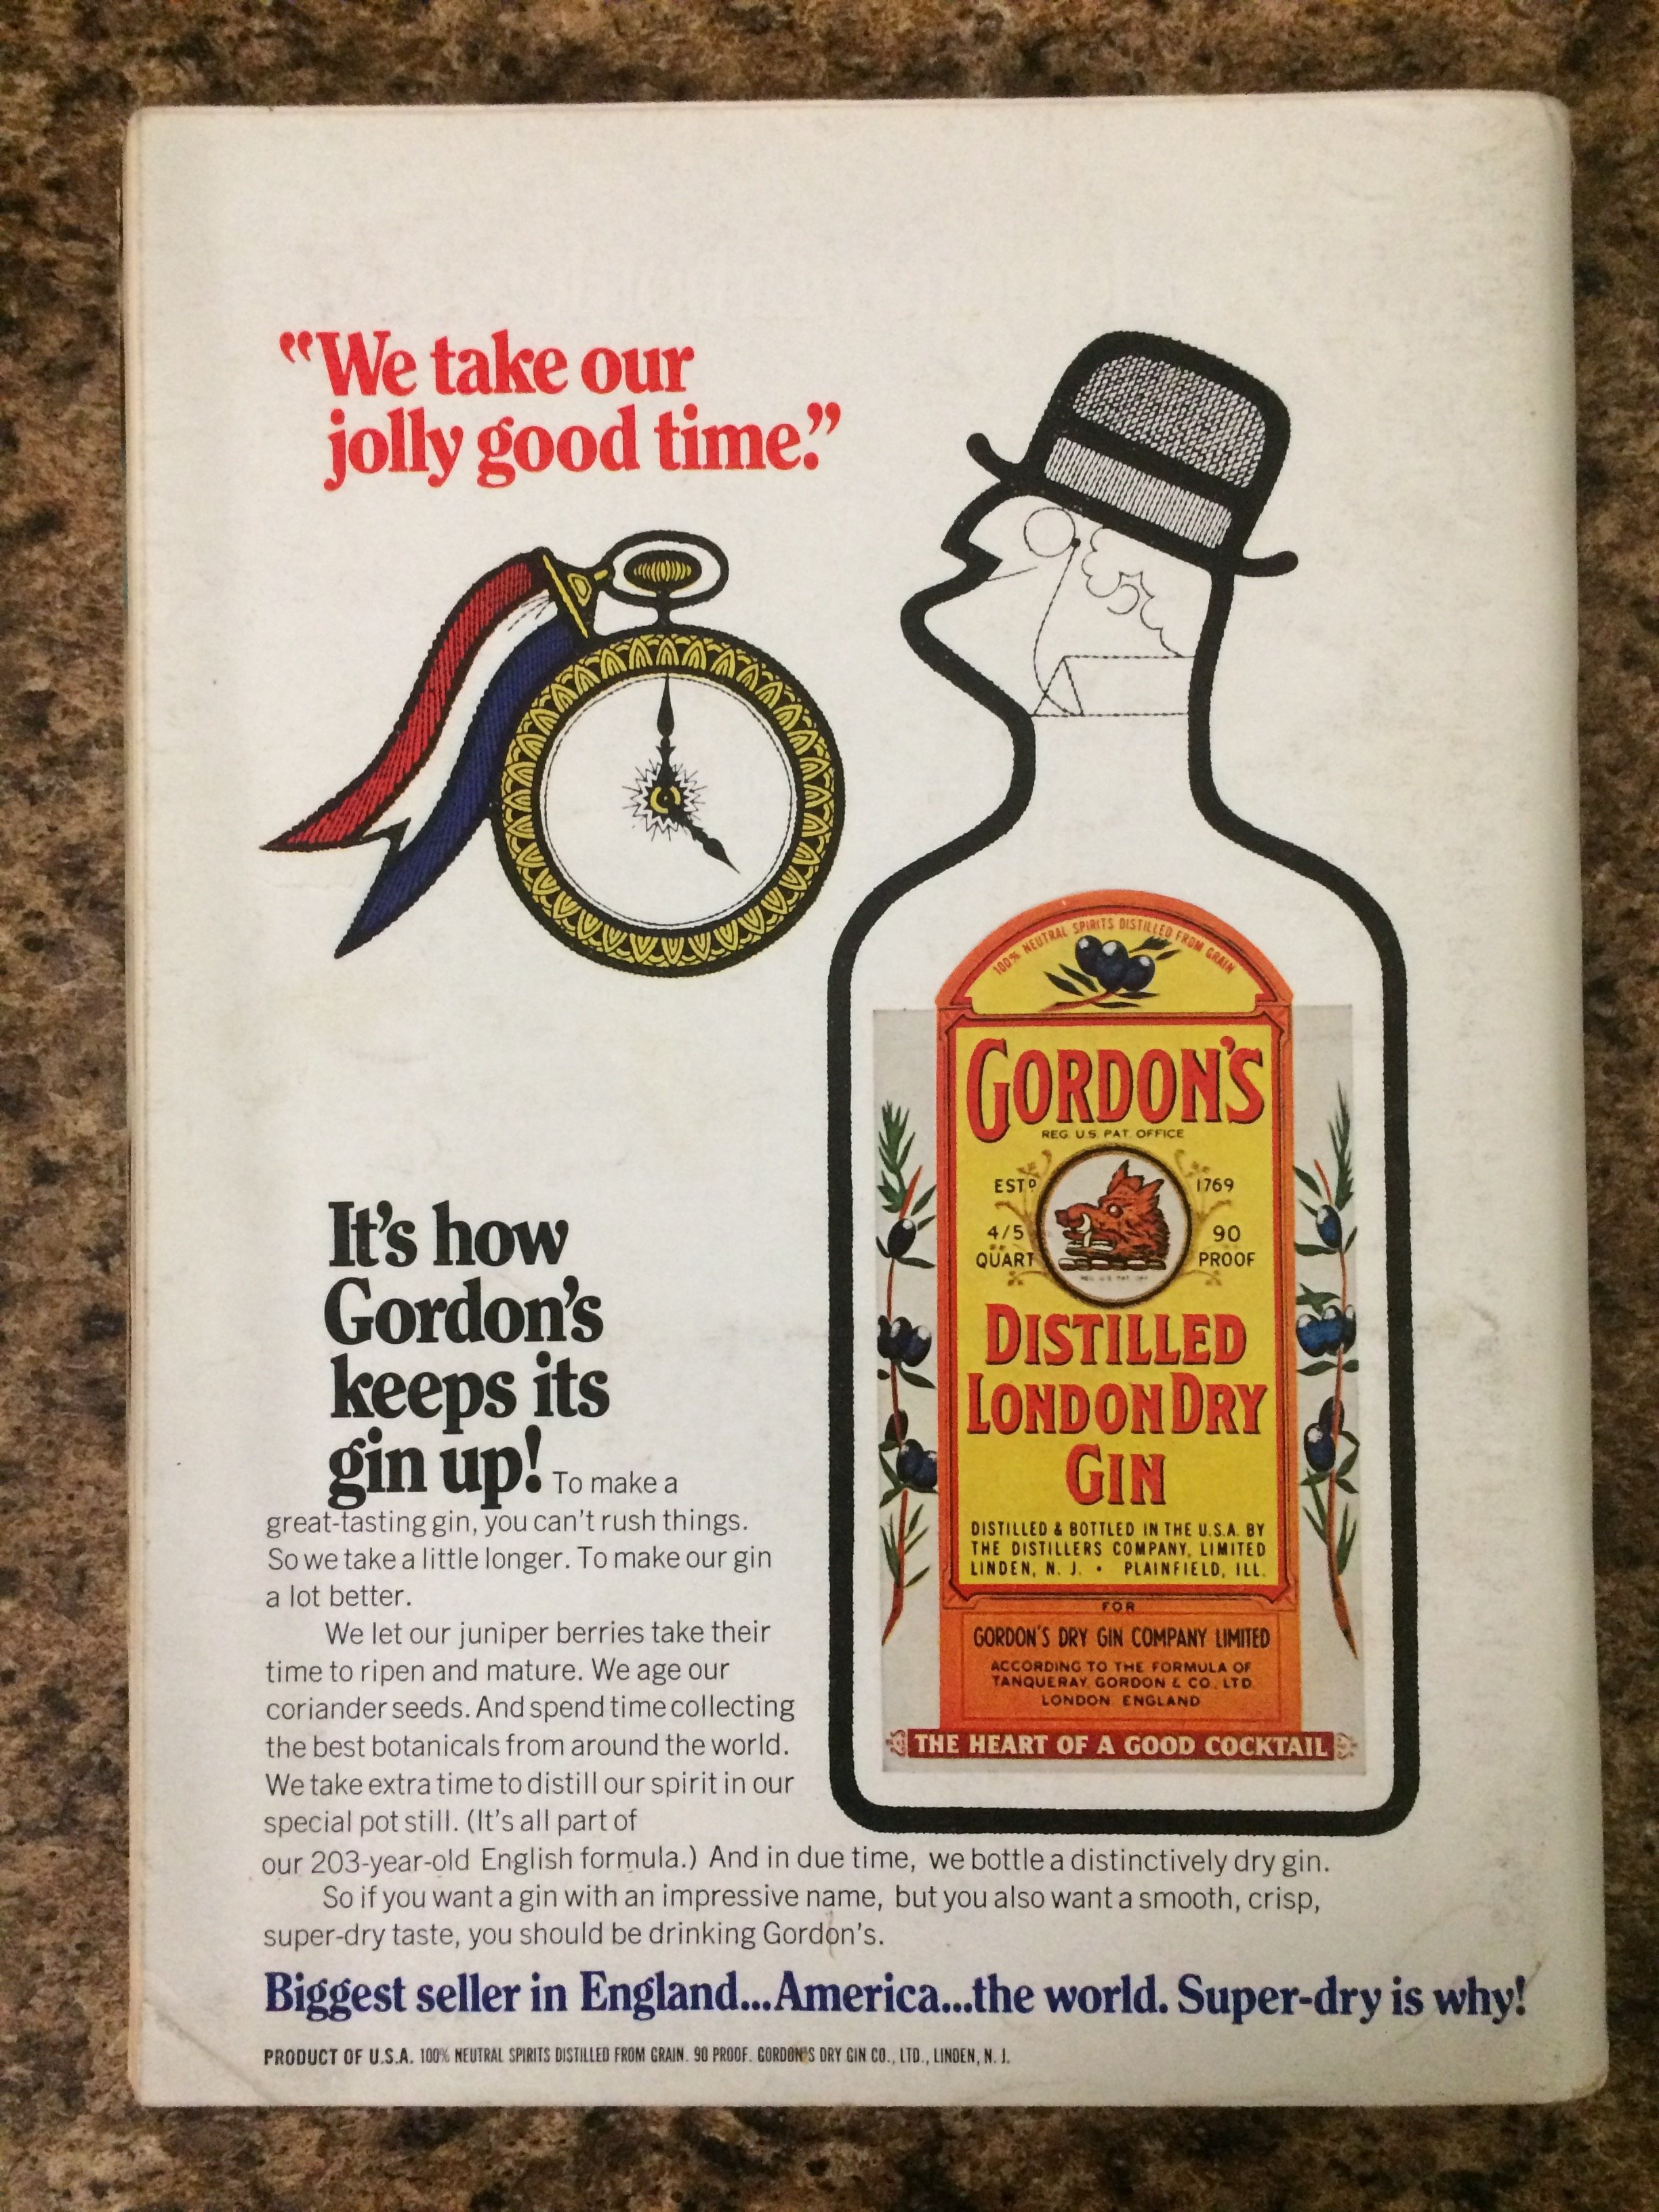 “We take our
jolly good time.”
It's how
Gordon's
keeps its
gin up! To make a
great-tasting gin, you can't rush things.
So we take a little longer. To make our gin
a lot better.
We let our juniper berries take their
time to ripen and mature. We age our
coriander seeds. And spend time collecting
the best botanicals from around the world.
We take extra time to distill our spirit in our
special pot still. (It's all part of
our 203-year-old English formula.) And in due time, we bottle a distinctively dry gin.
So if you want a gin with an impressive name, but you also want a smooth, crisp,
super-dry taste, you should be drinking Gordon's.
100% NEUTRAL SPIRITS DISTILLED FROM GRAIN
GORDON'S
REG. U.S. PAT. OFFICE
ESTD 1769
4/5 90
QUART PROOF
REG. U.S. PAT. OFF.
DISTILLED
LONDON DRY
GIN
DISTILLED & BOTTLED IN THE U.S.A. BY
THE DISTILLERS COMPANY, LIMITED
LINDEN, N. J. • PLAINFIELD, ILL.
FOR
GORDON'S DRY GIN COMPANY LIMITED
ACCORDING TO THE FORMULA OF
TANQUERAY, GORDON & CO., LTD.
LONDON ENGLAND
THE HEART OF A GOOD COCKTAIL
Biggest seller in England...America...the world. Super-dry is why!
PRODUCT OF U.S.A. 100% NEUTRAL SPIRITS DISTILLED FROM GRAIN. 90 PROOF. GORDON'S DRY GIN CO., LTD., LINDEN, N. J.